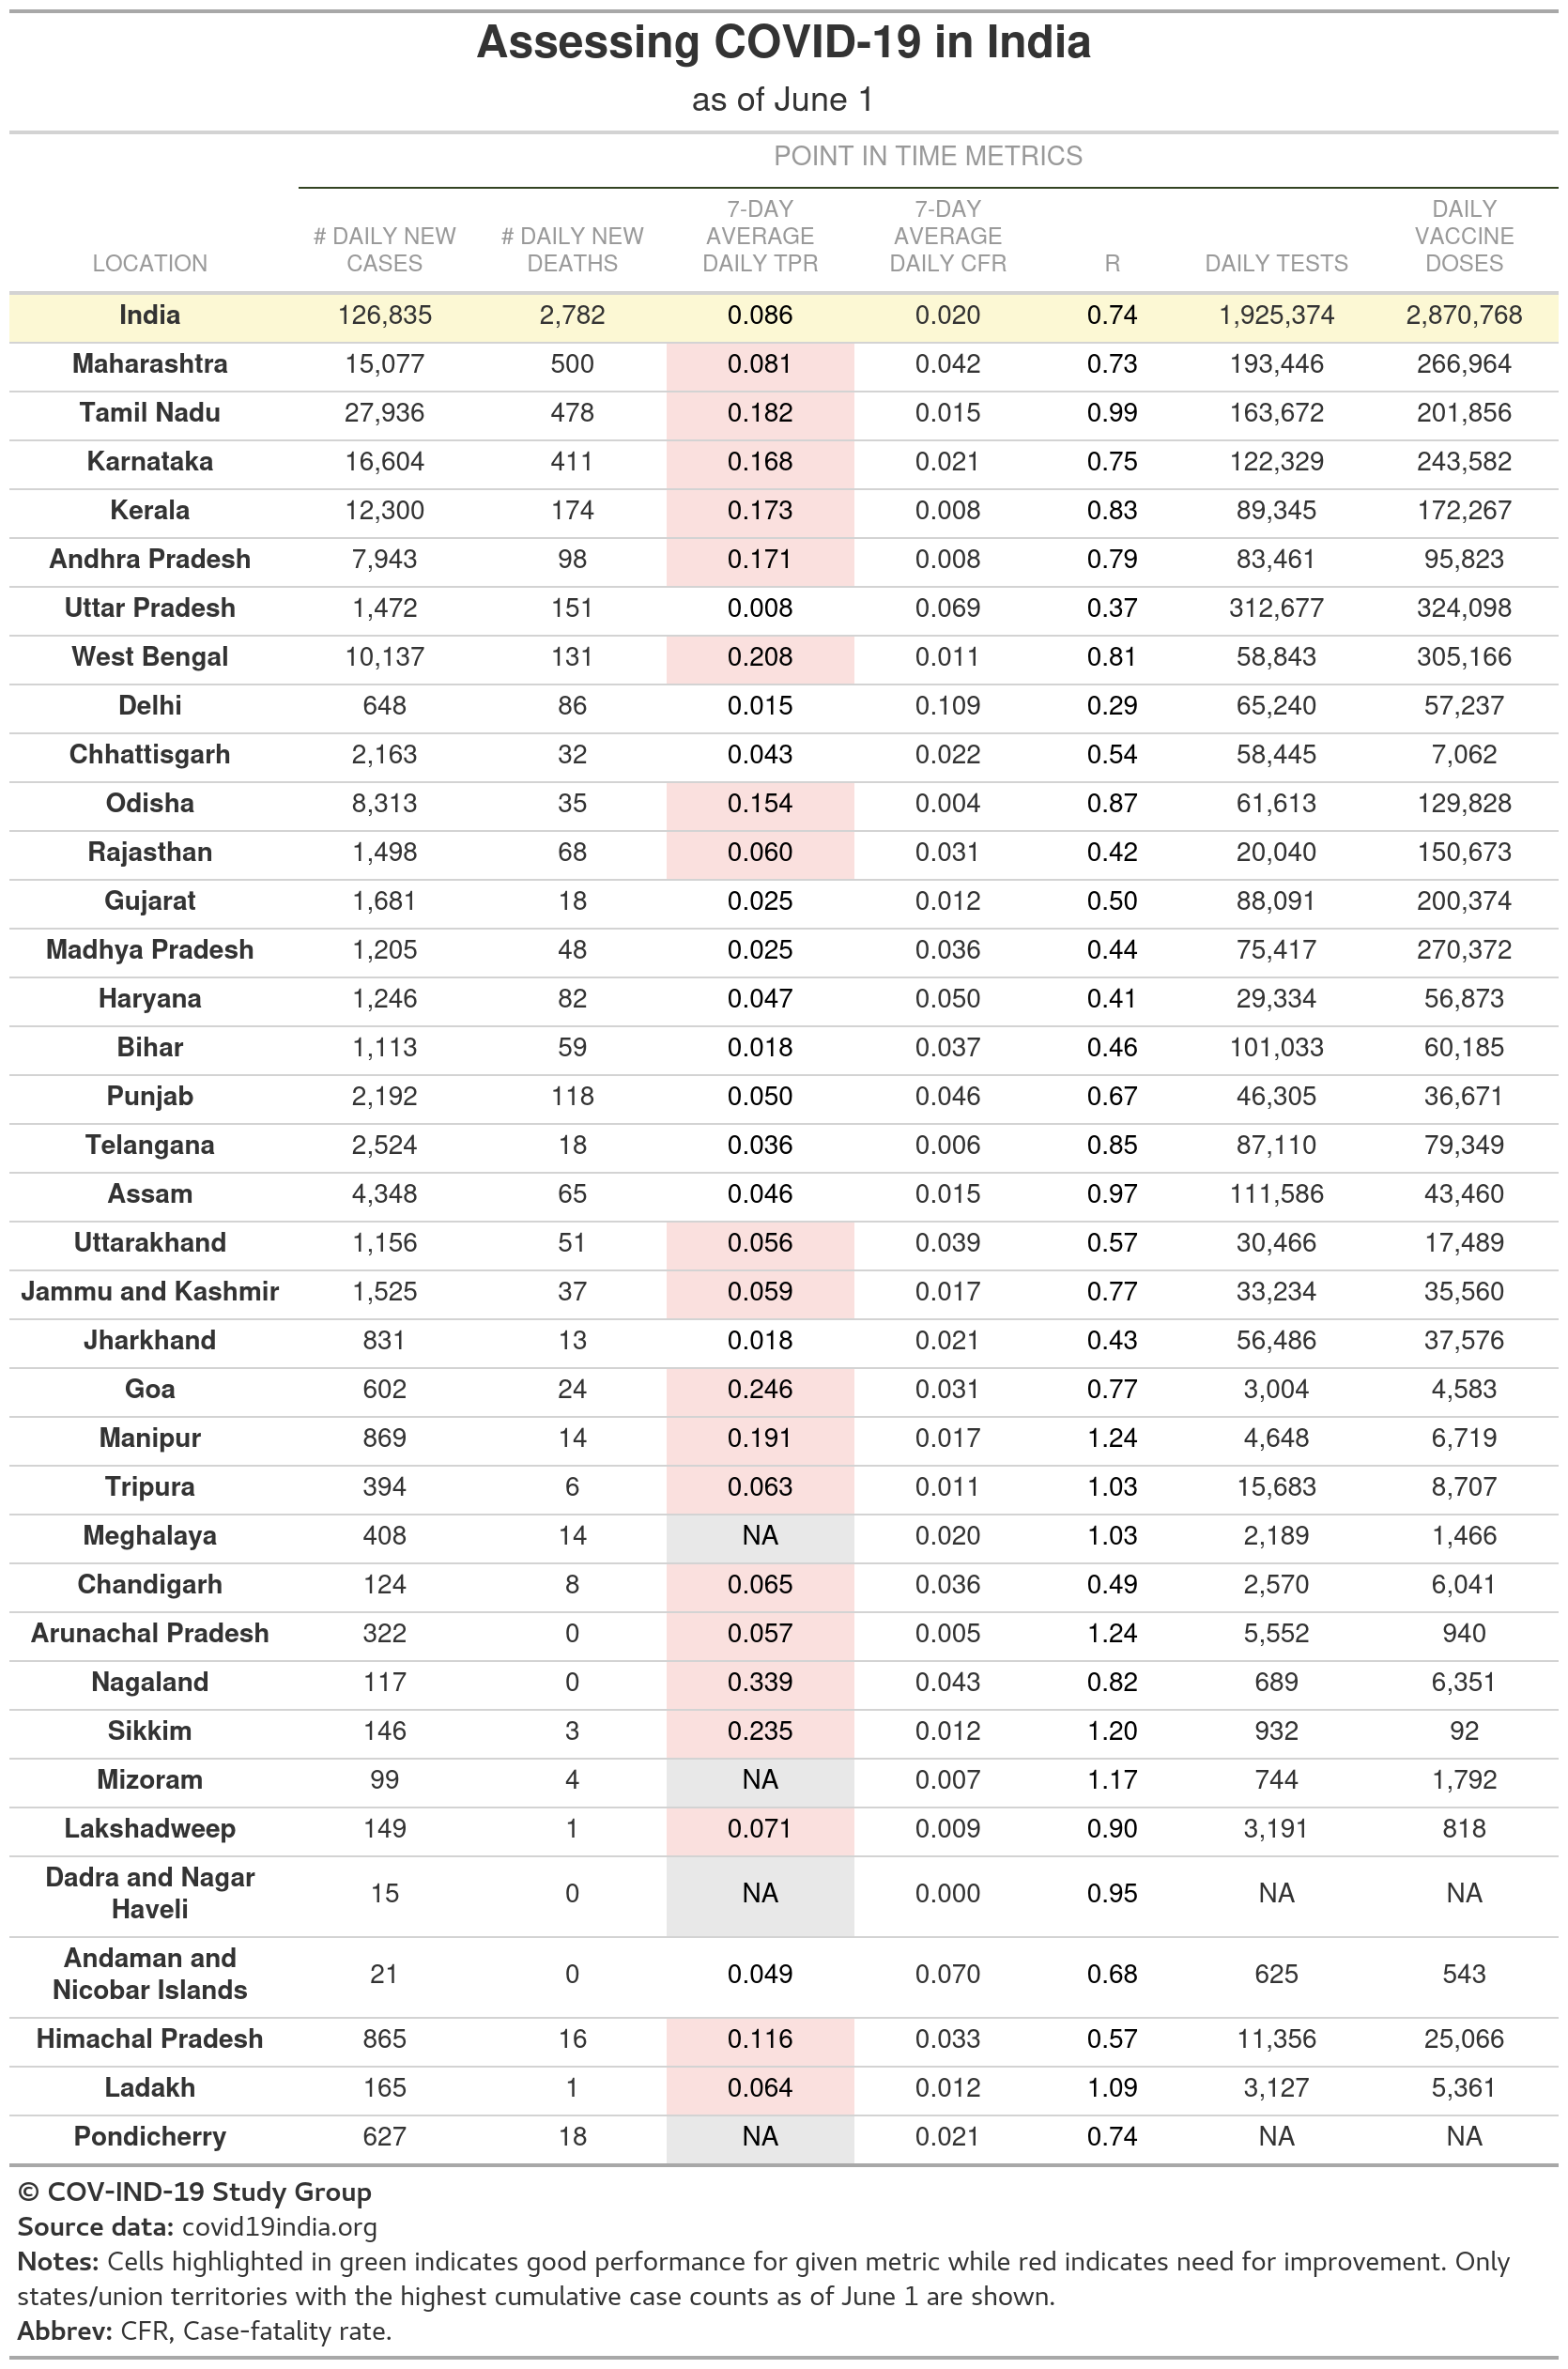 Assessing COVID-19 in India
as of June 1
POINT IN TIME METRICS
LOCATION # DAILY NEW CASES # DAILY NEW DEATHS 7-DAY AVERAGE DAILY TPR 7-DAY AVERAGE DAILY CFR R DAILY TESTS DAILY VACCINE DOSES
India 126,835 2,782 0.086 0.020 0.74 1,925,374 2,870,768
Maharashtra 15,077 500 0.081 0.042 0.73 193,446 266,964
Tamil Nadu 27,936 478 0.182 0.015 0.99 163,672 201,856
Karnataka 16,604 411 0.168 0.021 0.75 122,329 243,582
Kerala 12,300 174 0.173 0.008 0.83 89,345 172,267
Andhra Pradesh 7,943 98 0.171 0.008 0.79 83,461 95,823
Uttar Pradesh 1,472 151 0.008 0.069 0.37 312,677 324,098
West Bengal 10,137 131 0.208 0.011 0.81 58,843 305,166
Delhi 648 86 0.015 0.109 0.29 65,240 57,237
Chhattisgarh 2,163 32 0.043 0.022 0.54 58,445 7,062
Odisha 8,313 35 0.154 0.004 0.87 61,613 129,828
Rajasthan 1,498 68 0.060 0.031 0.42 20,040 150,673
Gujarat 1,681 18 0.025 0.012 0.50 88,091 200,374
Madhya Pradesh 1,205 48 0.025 0.036 0.44 75,417 270,372
Haryana 1,246 82 0.047 0.050 0.41 29,334 56,873
Bihar 1,113 59 0.018 0.037 0.46 101,033 60,185
Punjab 2,192 118 0.050 0.046 0.67 46,305 36,671
Telangana 2,524 18 0.036 0.006 0.85 87,110 79,349
Assam 4,348 65 0.046 0.015 0.97 111,586 43,460
Uttarakhand 1,156 51 0.056 0.039 0.57 30,466 17,489
Jammu and Kashmir 1,525 37 0.059 0.017 0.77 33,234 35,560
Jharkhand 831 13 0.018 0.021 0.43 56,486 37,576
Goa 602 24 0.246 0.031 0.77 3,004 4,583
Manipur 869 14 0.191 0.017 1.24 4,648 6,719
Tripura 394 6 0.063 0.011 1.03 15,683 8,707
Meghalaya 408 14 NA 0.020 1.03 2,189 1,466
Chandigarh 124 8 0.065 0.036 0.49 2,570 6,041
Arunachal Pradesh 322 0 0.057 0.005 1.24 5,552 940
Nagaland 117 0 0.339 0.043 0.82 689 6,351
Sikkim 146 3 0.235 0.012 1.20 932 92
Mizoram 99 4 NA 0.007 1.17 744 1,792
Lakshadweep 149 1 0.071 0.009 0.90 3,191 818
Dadra and Nagar Haveli 15 0 NA 0.000 0.95 NA NA
Andaman and Nicobar Islands 21 0 0.049 0.070 0.68 625 543
Himachal Pradesh 865 16 0.116 0.033 0.57 11,356 25,066
Ladakh 165 1 0.064 0.012 1.09 3,127 5,361
Pondicherry 627 18 NA 0.021 0.74 NA NA
© COV-IND-19 Study Group
Source data: covid19india.org
Notes: Cells highlighted in green indicates good performance for given metric while red indicates need for improvement. Only
states/union territories with the highest cumulative case counts as of June 1 are shown.
Abbrev: CFR, Case-fatality rate.